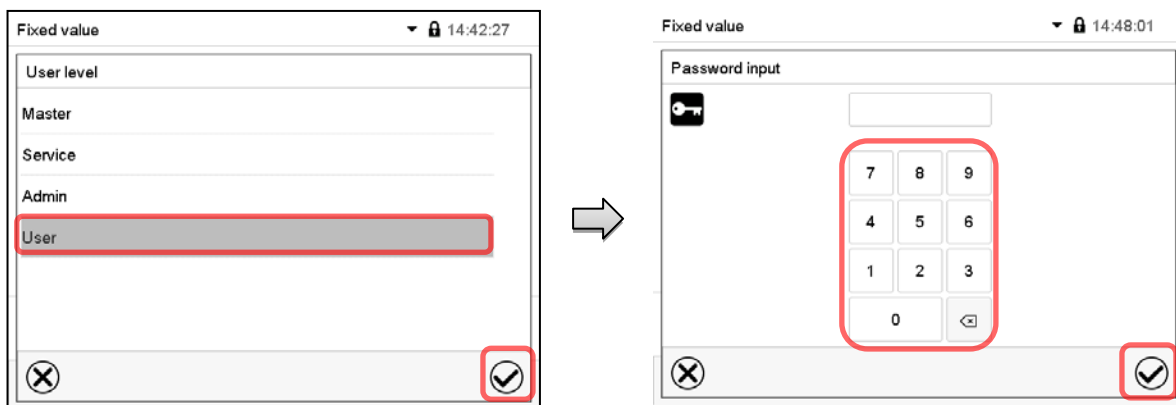 Fixed value 14:42:27
User level
Master
Service
Admin
User
Fixed value 14:48:01
Password input
7 8 9
4 5 6
1 2 3
0